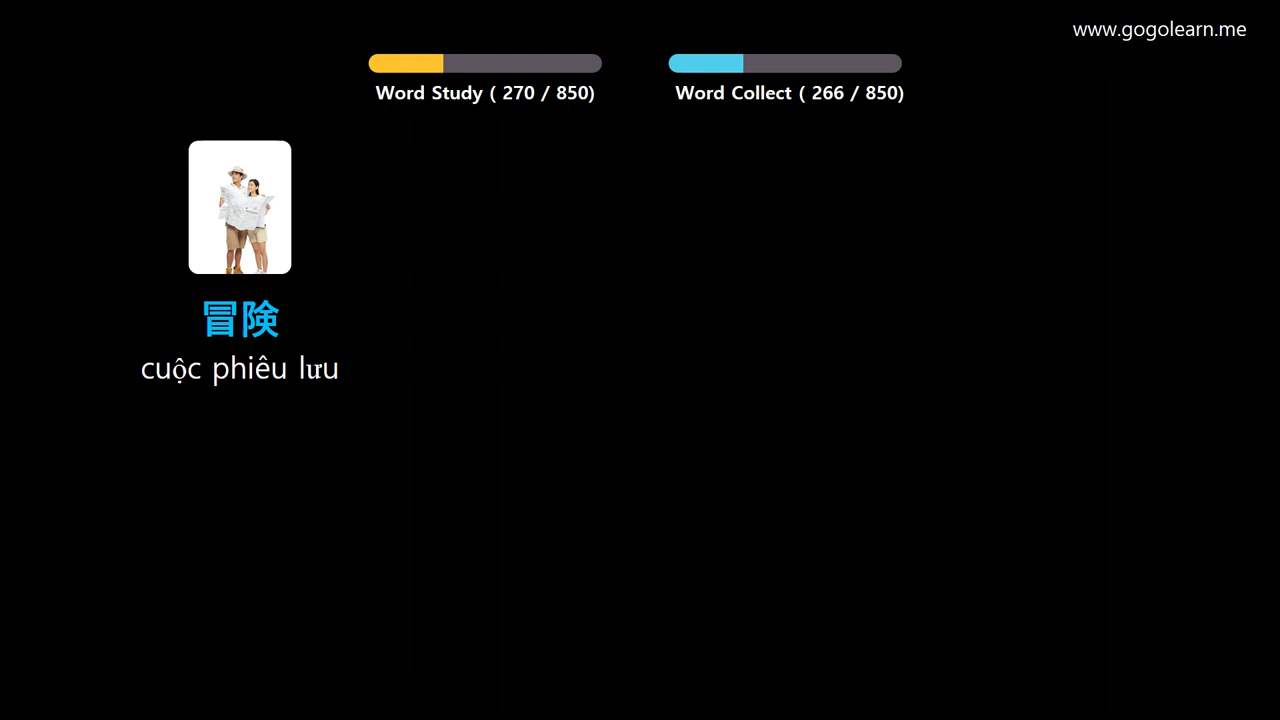 www.gogolearn.me
Word Study ( 270 / 850)
Word Collect ( 266 / 850)
冒険
cuộc phiêu lưu